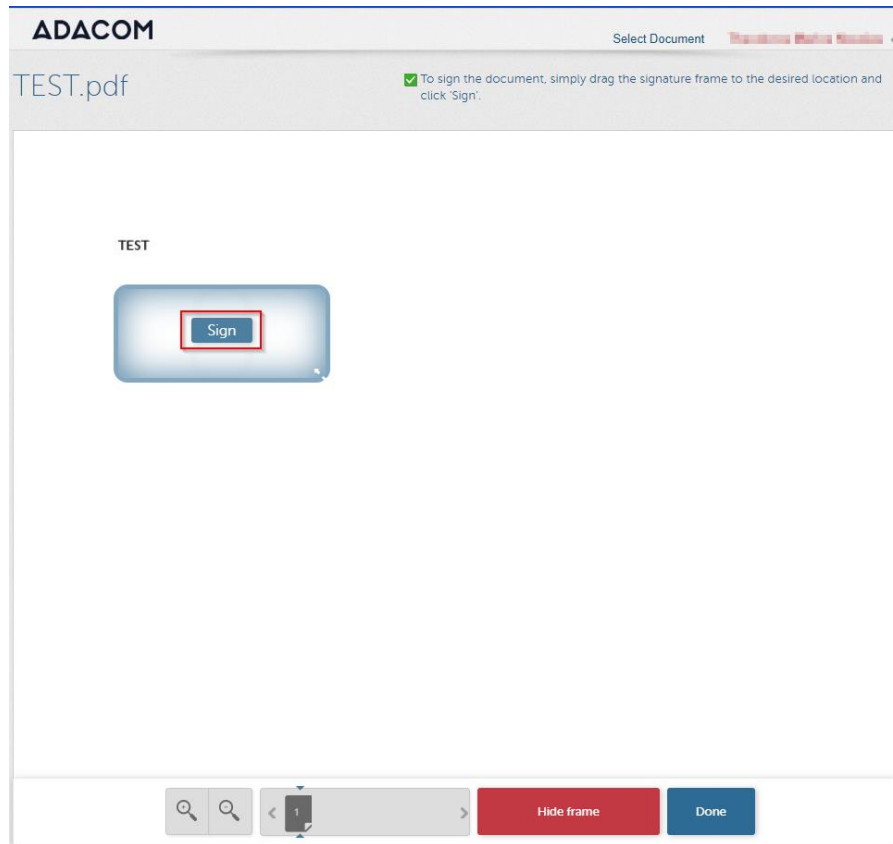 ADACOM
Select Document
TEST.pdf
To sign the document, simply drag the signature frame to the desired location and
click 'Sign'.
TEST
Sign
1
Hide frame
Done